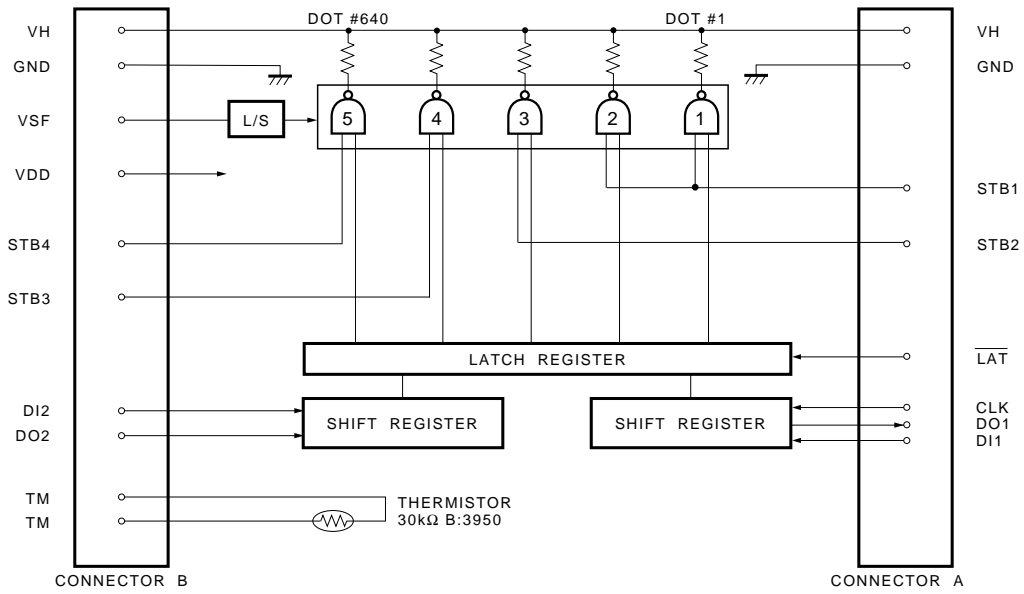 DOT #640
DOT #1
VH
VH
GND
GND
VSF
L/S
5
4
3
2
1
VDD
STB1
STB4
STB2
STB3
LATCH REGISTER
LAT
DI2
SHIFT REGISTER
SHIFT REGISTER
CLK
DO1
DO2
DI1
TM
THERMISTOR
30kΩ B:3950
TM
CONNECTOR B
CONNECTOR A